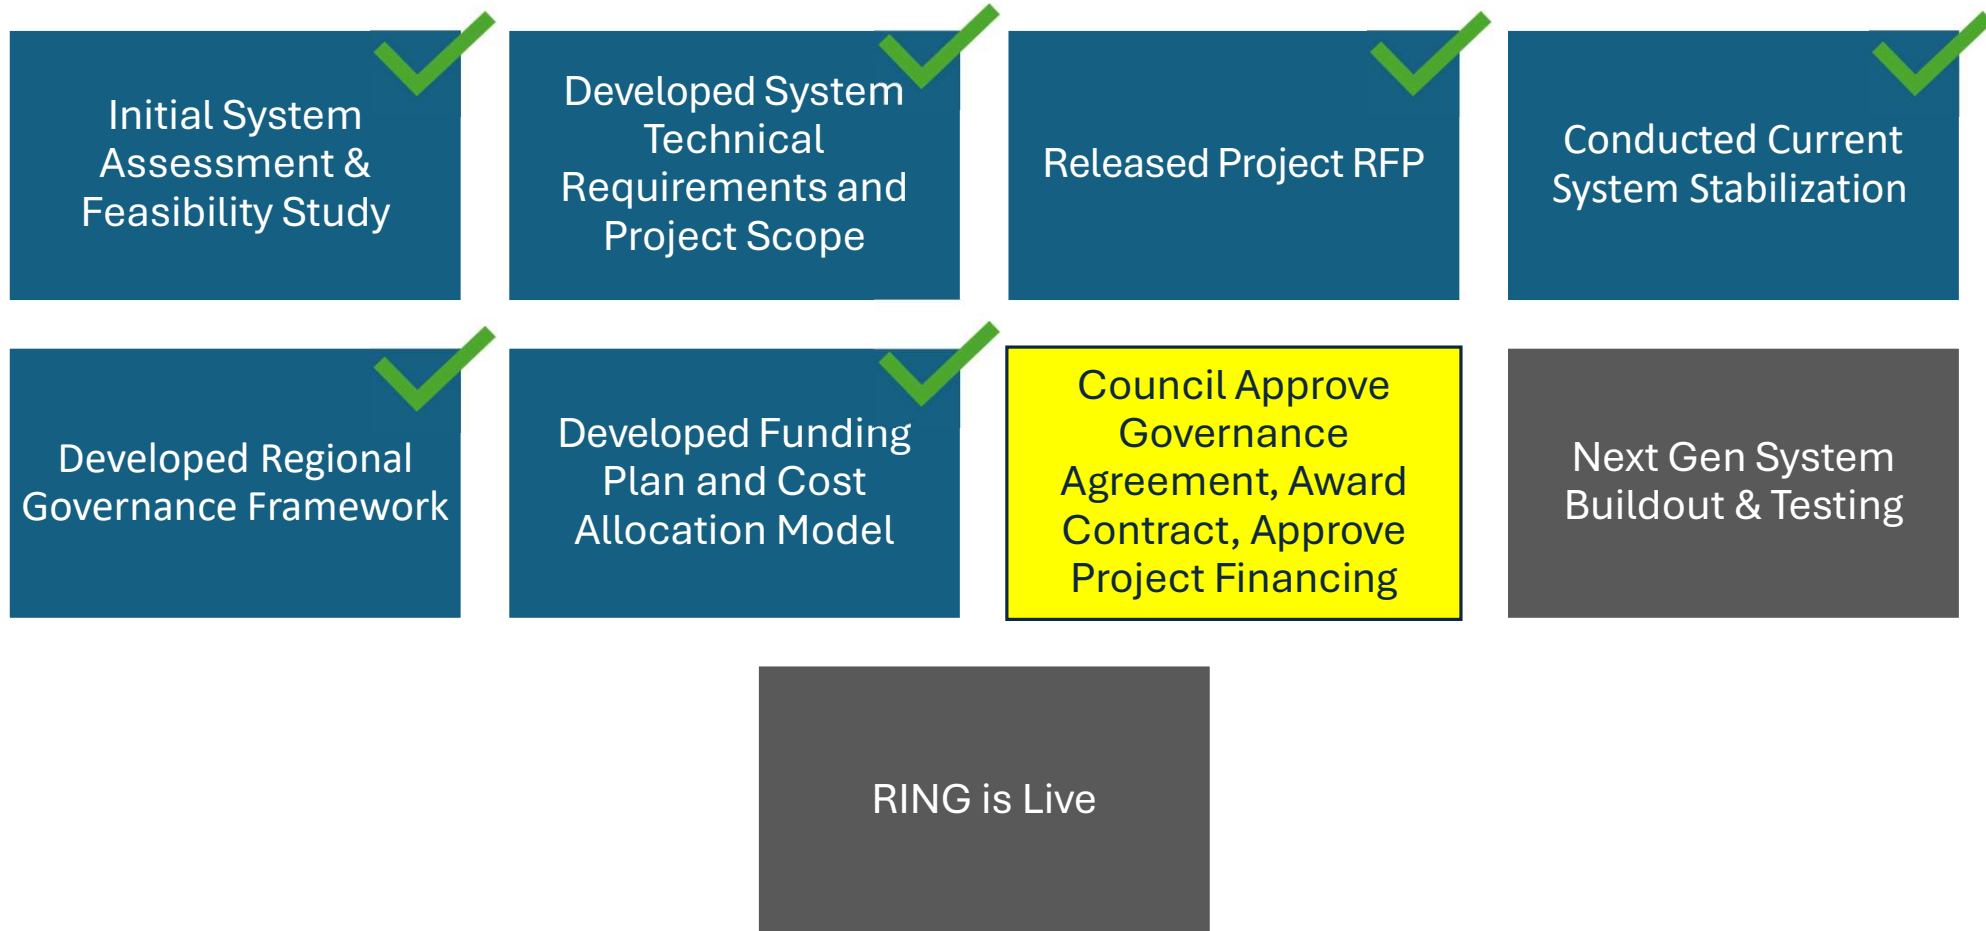 Initial System
Assessment &
Feasibility Study
Developed System
Technical
Requirements and
Project Scope
Released Project RFP
Conducted Current
System Stabilization
Developed Regional
Governance Framework
Developed Funding
Plan and Cost
Allocation Model
Council Approve
Governance
Agreement, Award
Contract, Approve
Project Financing
Next Gen System
Buildout & Testing
RING is Live